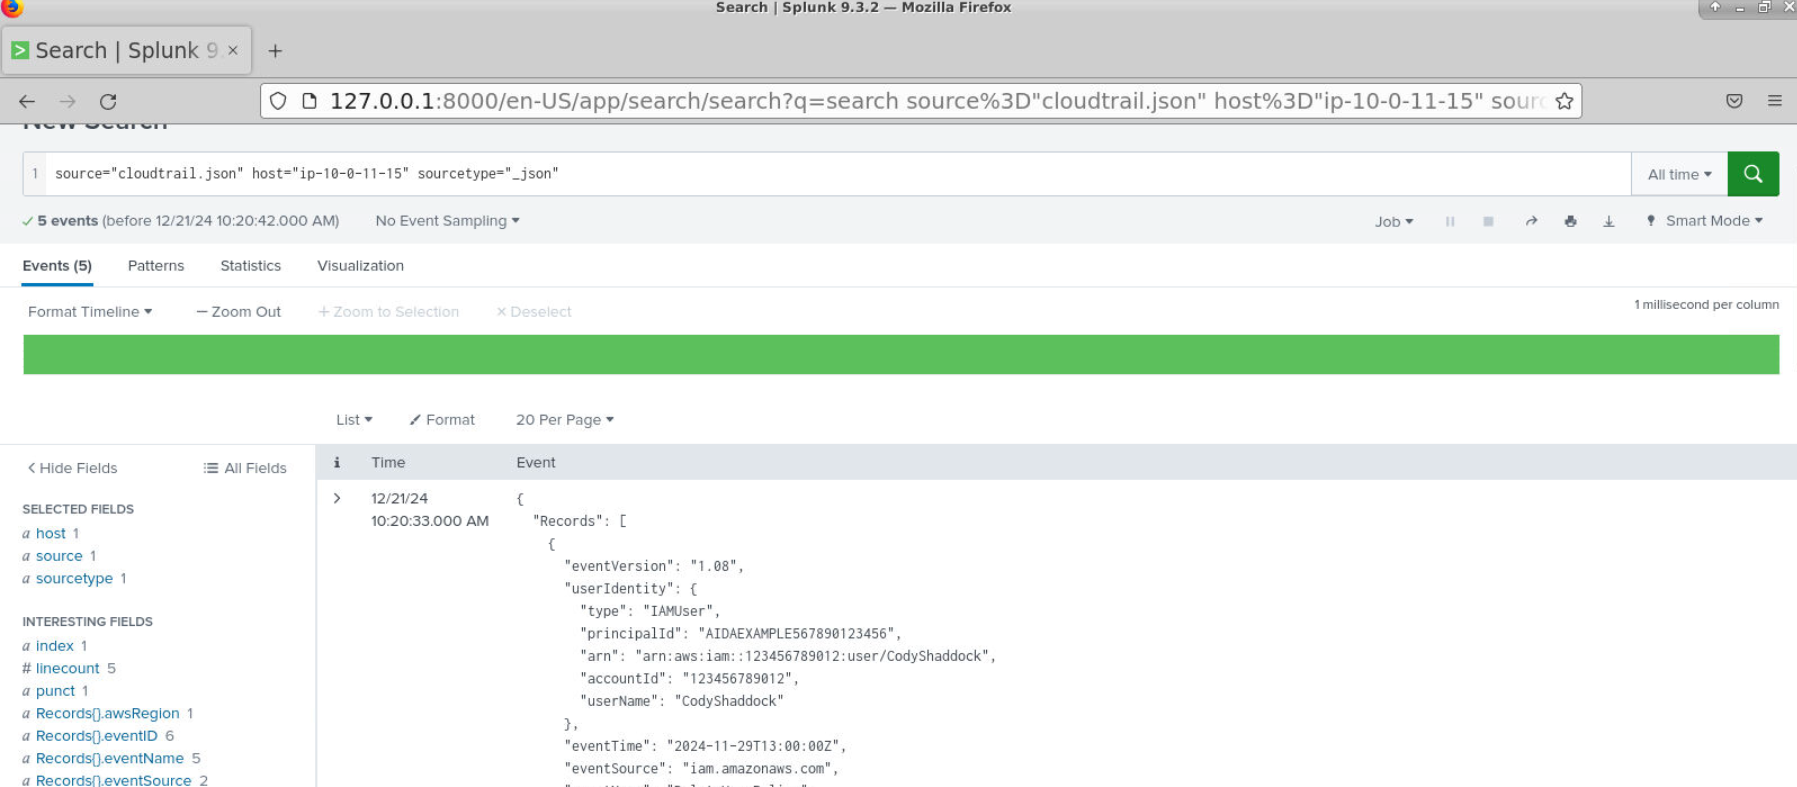 Search | Splunk 9.3.2 — Mozilla Firefox
Search | Splunk 9.
127.0.0.1:8000/en-US/app/search/search?q=search source%3D"cloudtrail.json" host%3D"ip-10-0-11-15" sourc
New Search
1 source="cloudtrail.json" host="ip-10-0-11-15" sourcetype="_json"
All time
5 events (before 12/21/24 10:20:42.000 AM) No Event Sampling
Job Smart Mode
Events (5) Patterns Statistics Visualization
Format Timeline — Zoom Out + Zoom to Selection × Deselect
1 millisecond per column
List Format 20 Per Page
< Hide Fields All Fields
i Time Event
SELECTED FIELDS
a host 1
a source 1
a sourcetype 1
INTERESTING FIELDS
a index 1
# linecount 5
a punct 1
a Records{}.awsRegion 1
a Records{}.eventID 6
a Records{}.eventName 5
a Records{}.eventSource 2
> 12/21/24
10:20:33.000 AM
{
"Records": [
{
"eventVersion": "1.08",
"userIdentity": {
"type": "IAMUser",
"principalId": "AIDAEXAMPLE567890123456",
"arn": "arn:aws:iam::123456789012:user/CodyShaddock",
"accountId": "123456789012",
"userName": "CodyShaddock"
},
"eventTime": "2024-11-29T13:00:00Z",
"eventSource": "iam.amazonaws.com",